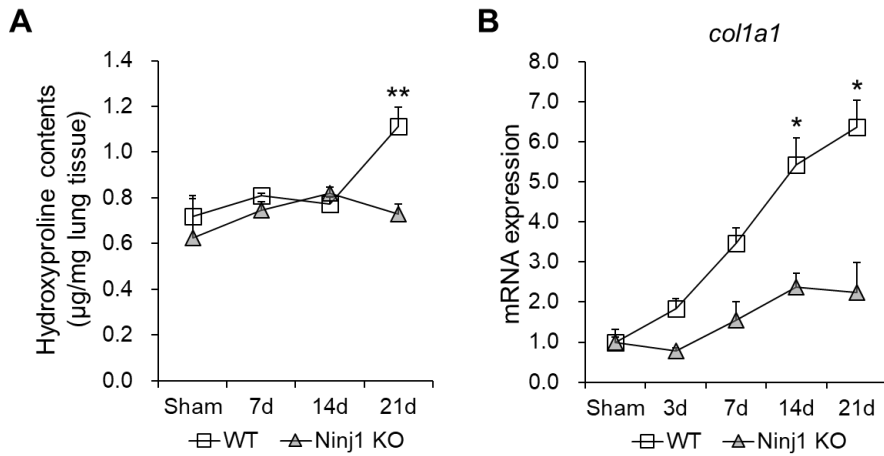 A
Hydroxyproline contents
(µg/mg lung tissue)
1.4
1.2
1.0
0.8
0.6
0.4
0.2
0.0
**
Sham 7d 14d 21d
WT Ninj1 KO
B
col1a1
mRNA expression
8.0
7.0
6.0
5.0
4.0
3.0
2.0
1.0
0.0
*
*
Sham 3d 7d 14d 21d
WT Ninj1 KO